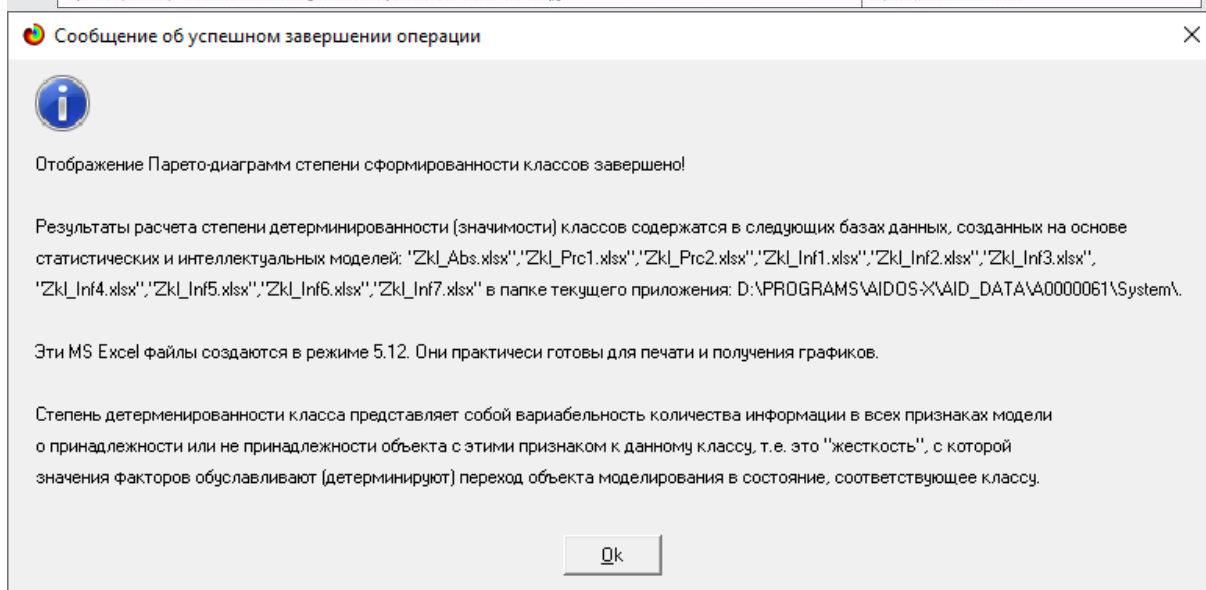 Сообщение об успешном завершении операции
Отображение Парето-диаграмм степени сформированности классов завершено!
Результаты расчета степени детерминированности (значимости) классов содержатся в следующих базах данных, созданных на основе
статистических и интеллектуальных моделей: "Zkl_Abs.xlsx","Zkl_Prc1.xlsx","Zkl_Prc2.xlsx","Zkl_Inf1.xlsx","Zkl_Inf2.xlsx","Zkl_Inf3.xlsx",
"Zkl_Inf4.xlsx","Zkl_Inf5.xlsx","Zkl_Inf6.xlsx","Zkl_Inf7.xlsx" в папке текущего приложения: D:\PROGRAMS\AIDOS-X\AID_DATA\A0000061\System\.
Эти MS Excel файлы создаются в режиме 5.12. Они практичеси готовы для печати и получения графиков.
Степень детерменированности класса представляет собой вариабельность количества информации в всех признаках модели
о принадлежности или не принадлежности объекта с этими признаком к данному классу, т.е. это "жесткость", с которой
значения факторов обуславливают (детерминируют) переход объекта моделирования в состояние, соответствующее классу.
Ok